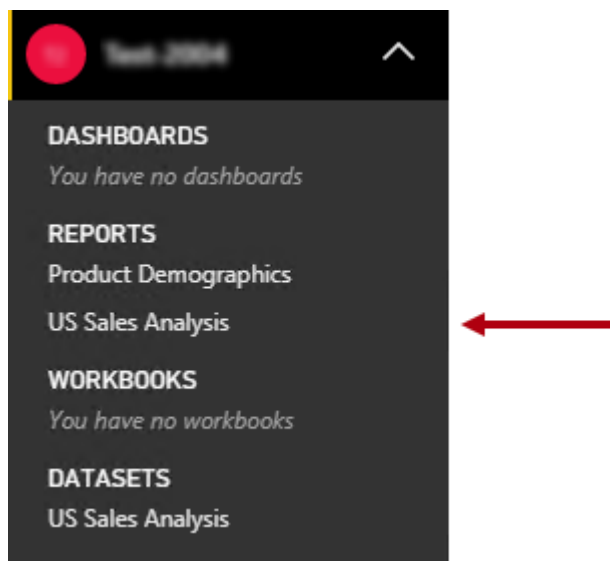 DASHBOARDS
You have no dashboards
REPORTS
Product Demographics
US Sales Analysis
WORKBOOKS
You have no workbooks
DATASETS
US Sales Analysis